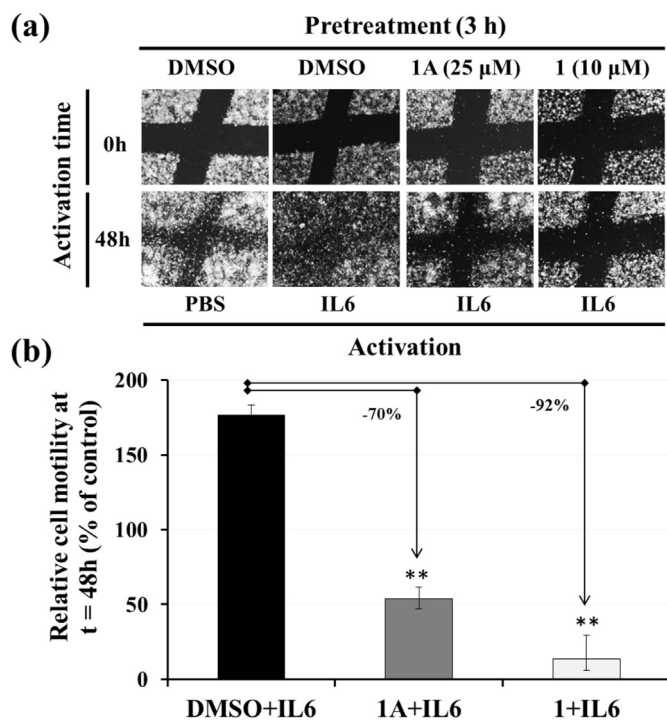 (a)
Pretreatment (3 h)
DMSO DMSO 1A (25 μM) 1 (10 μM)
Activation time
0h
48h
PBS IL6 IL6 IL6
Activation
(b)
Relative cell motility at
t = 48h (% of control)
200
150
100
50
0
-70%
-92%
**
**
DMSO+IL6 1A+IL6 1+IL6